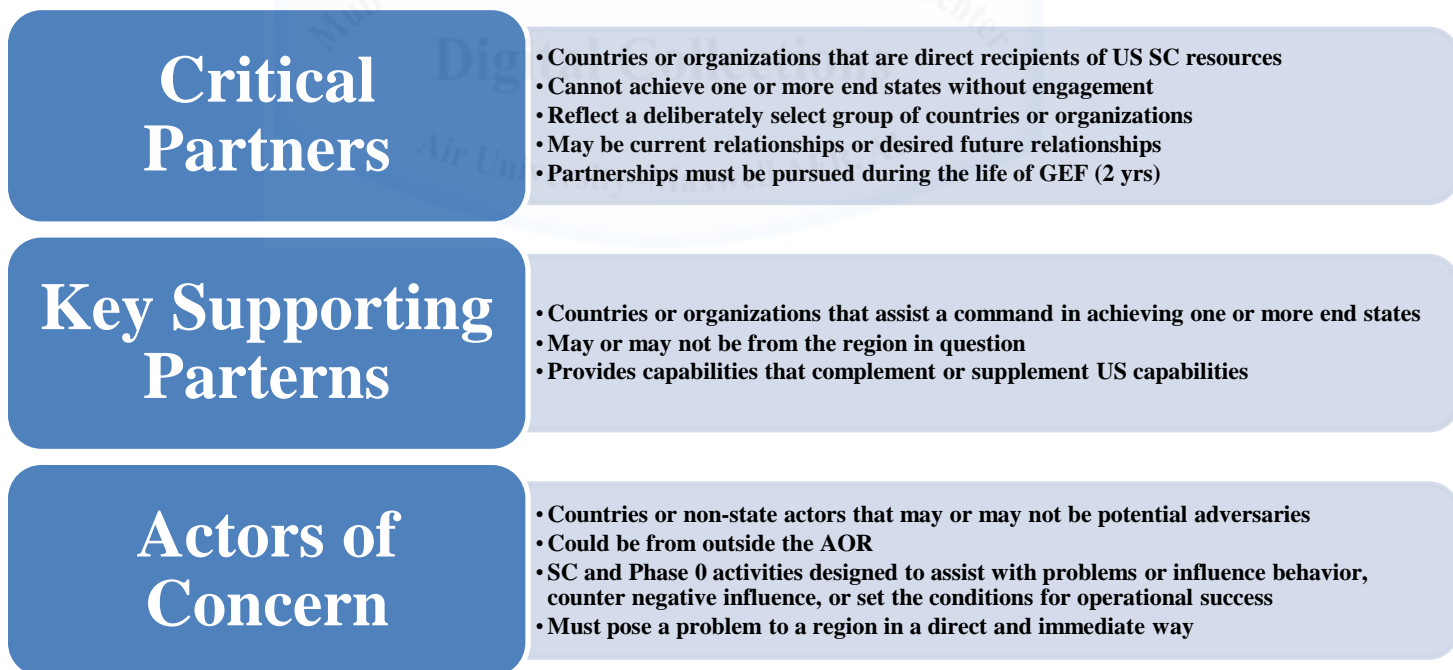 Critical
Partners
• Countries or organizations that are direct recipients of US SC resources
• Cannot achieve one or more end states without engagement
• Reflect a deliberately select group of countries or organizations
• May be current relationships or desired future relationships
• Partnerships must be pursued during the life of GEF (2 yrs)
Digital Collections
Air University–Maxwell AFB, A
Key Supporting
Parterns
• Countries or organizations that assist a command in achieving one or more end states
• May or may not be from the region in question
• Provides capabilities that complement or supplement US capabilities
Actors of
Concern
• Countries or non-state actors that may or may not be potential adversaries
• Could be from outside the AOR
• SC and Phase 0 activities designed to assist with problems or influence behavior,
counter negative influence, or set the conditions for operational success
• Must pose a problem to a region in a direct and immediate way